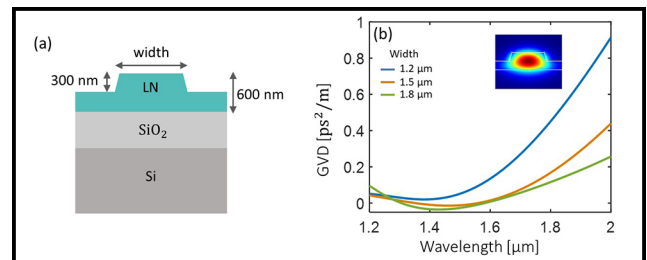 (a)
width
300 nm
LN
600 nm
SiO₂
Si
(b)
Width
1.2 µm
1.5 µm
1.8 µm
GVD [ps²/m]
1
0.8
0.6
0.4
0.2
0
1.2
1.4
1.6
1.8
2
Wavelength [µm]